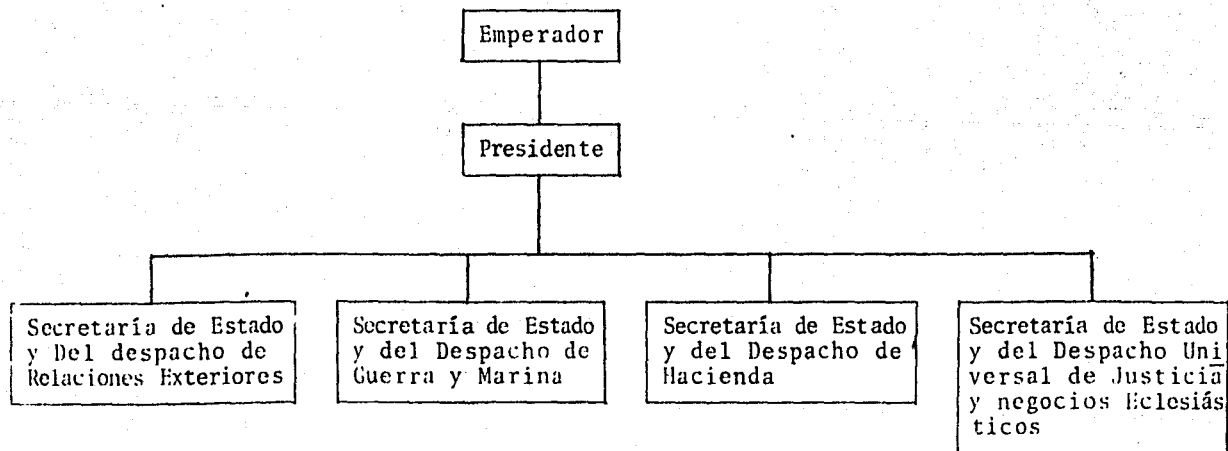 Emperador
Presidente
Secretaría de Estado
y Del despacho de
Relaciones Exteriores
Secretaría de Estado
y del Despacho de
Guerra y Marina
Secretaría de Estado
y del Despacho de
Hacienda
Secretaría de Estado
y del Despacho Uni
versal de Justicia
y negocios Eclesiás
ticos